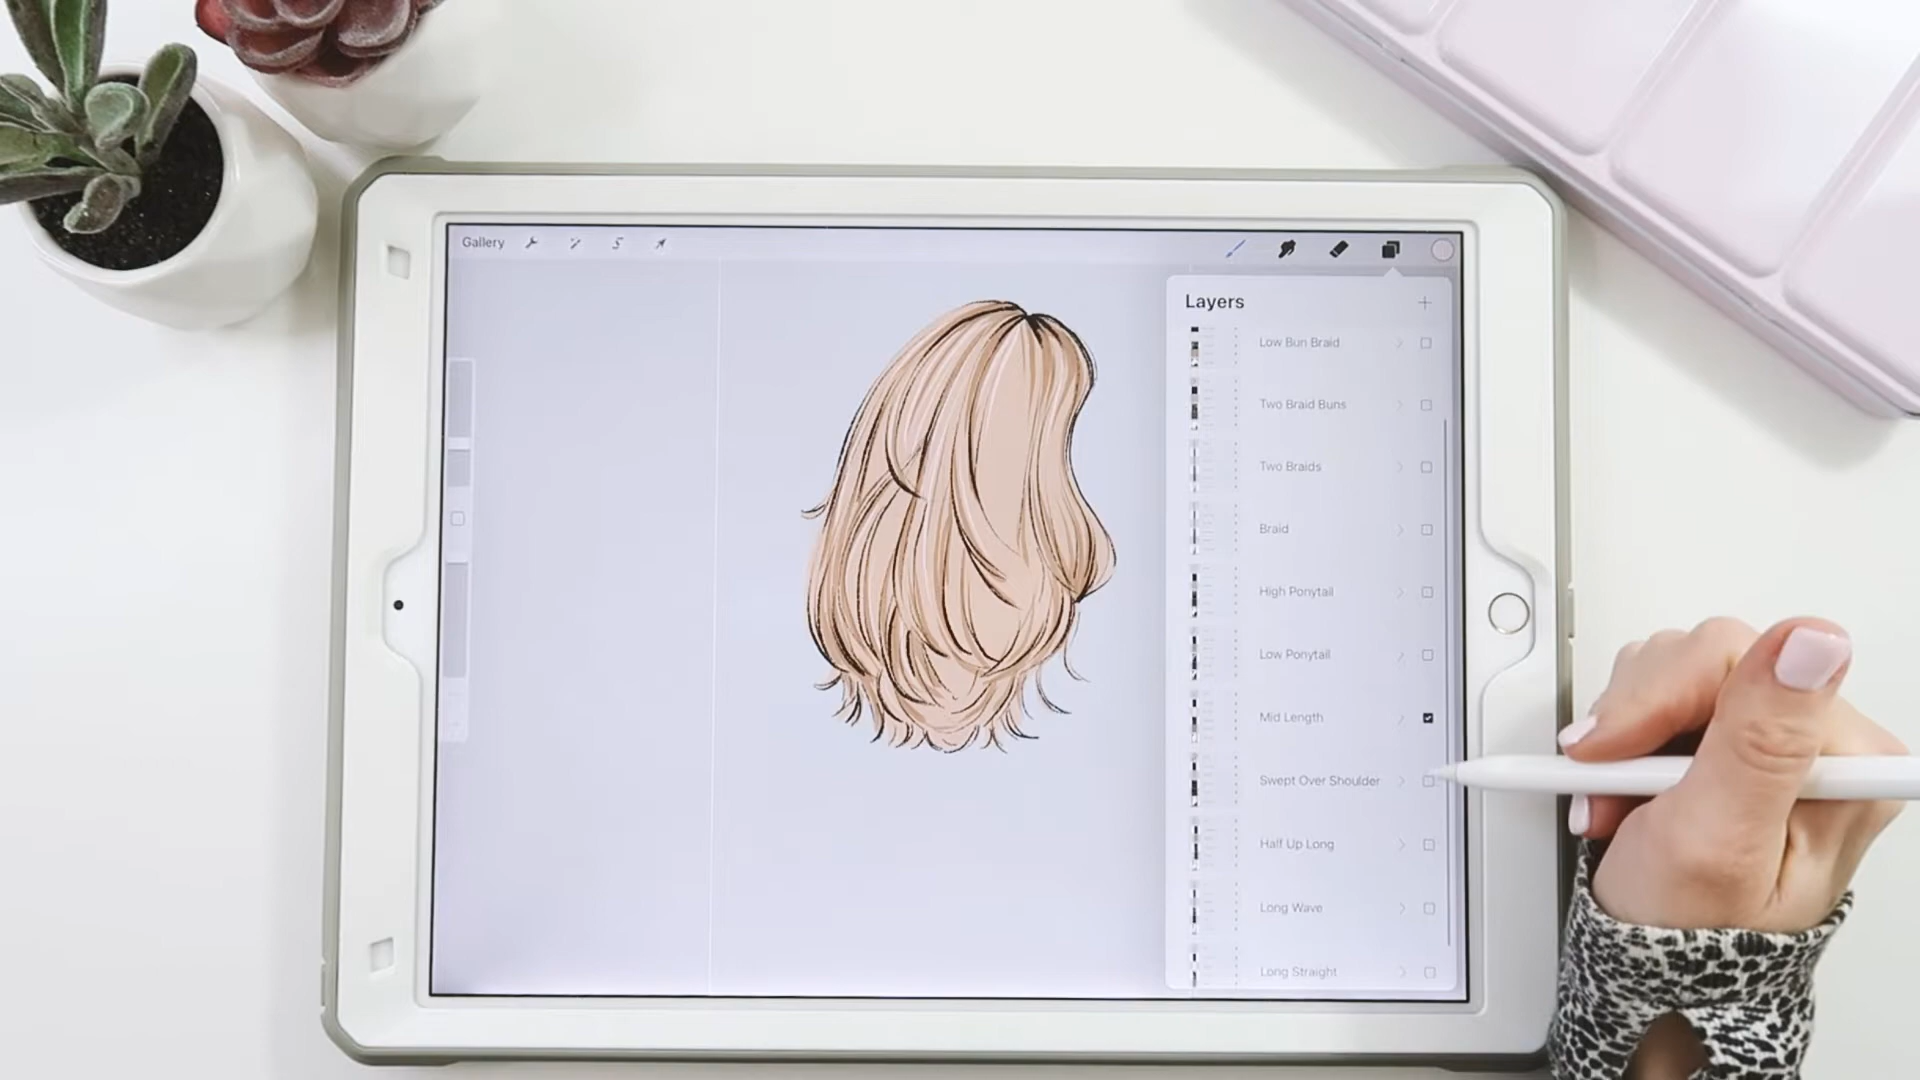 Gallery
Layers
Low Bun Braid
Two Braid Buns
Two Braids
Braid
High Ponytail
Low Ponytail
Mid Length
Swept Over Shoulder
Half Up Long
Long Wave
Long Straight